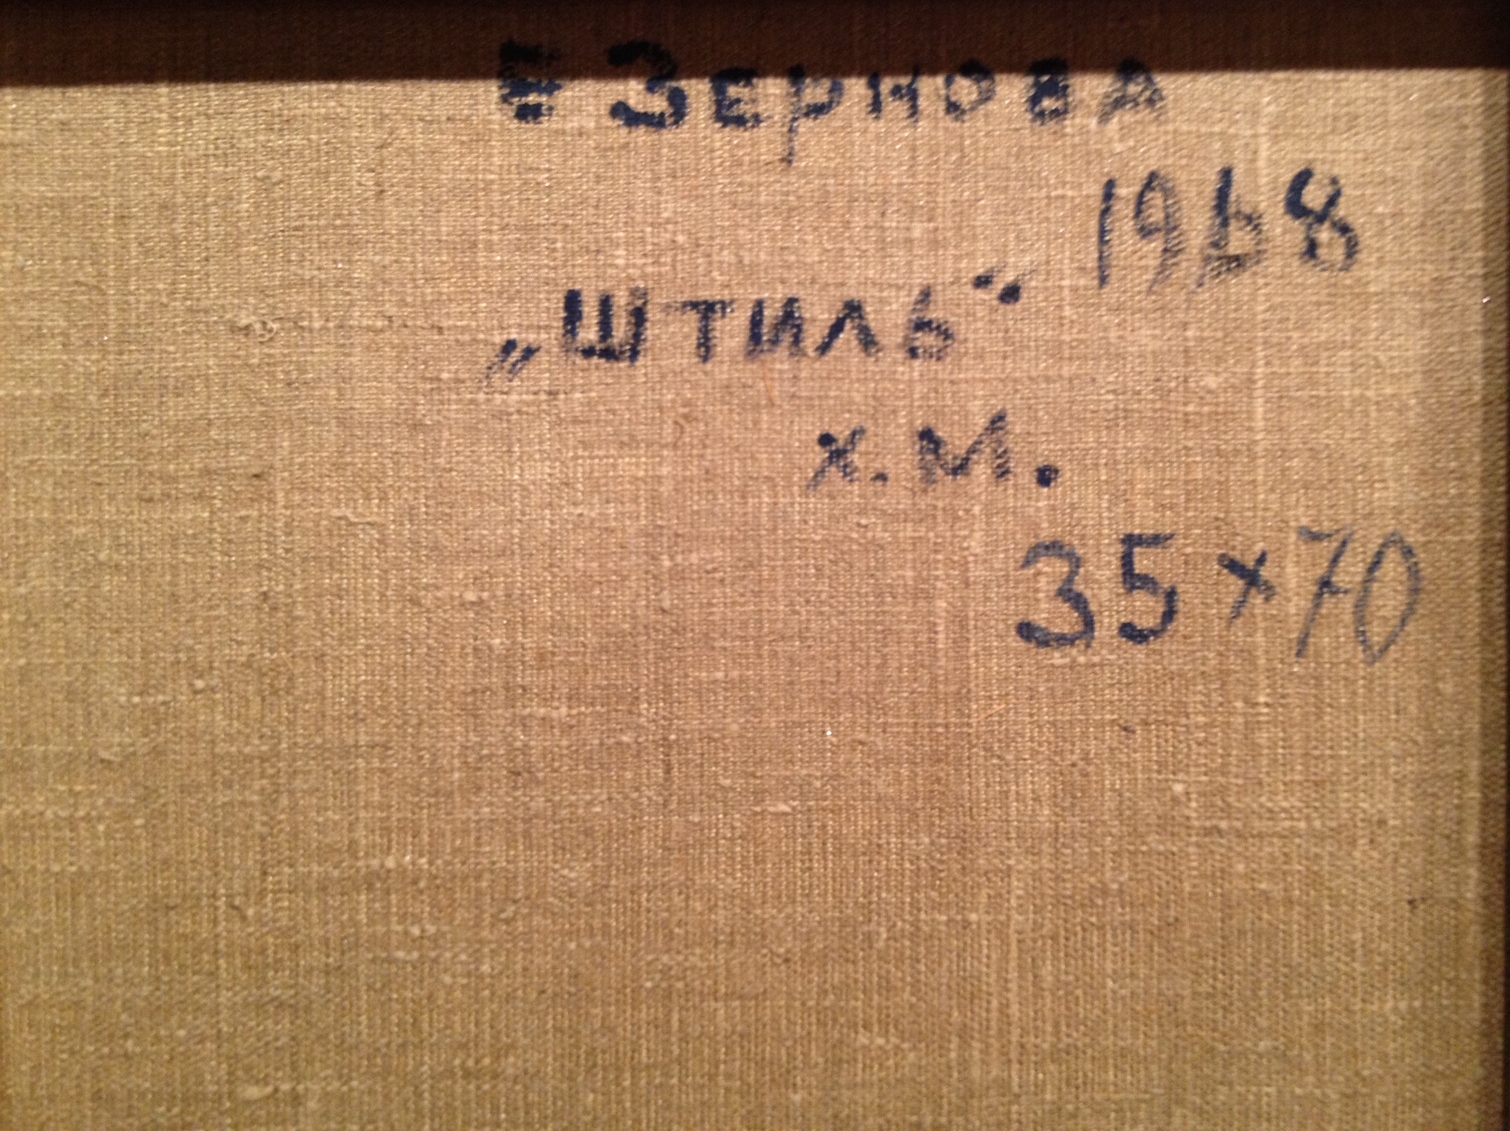 Е ЗЕРНОВА
1968
„ШТИЛЬ“
х.м.
35×70